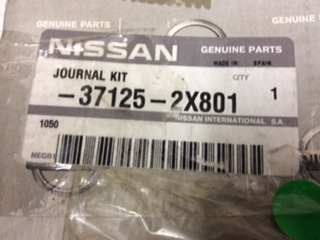 NISSAN GENUINE PARTS
MADE IN SPAIN
JOURNAL KIT QTY
-37125-2X801 1
1050 NISSAN INTERNATIONAL S.A.